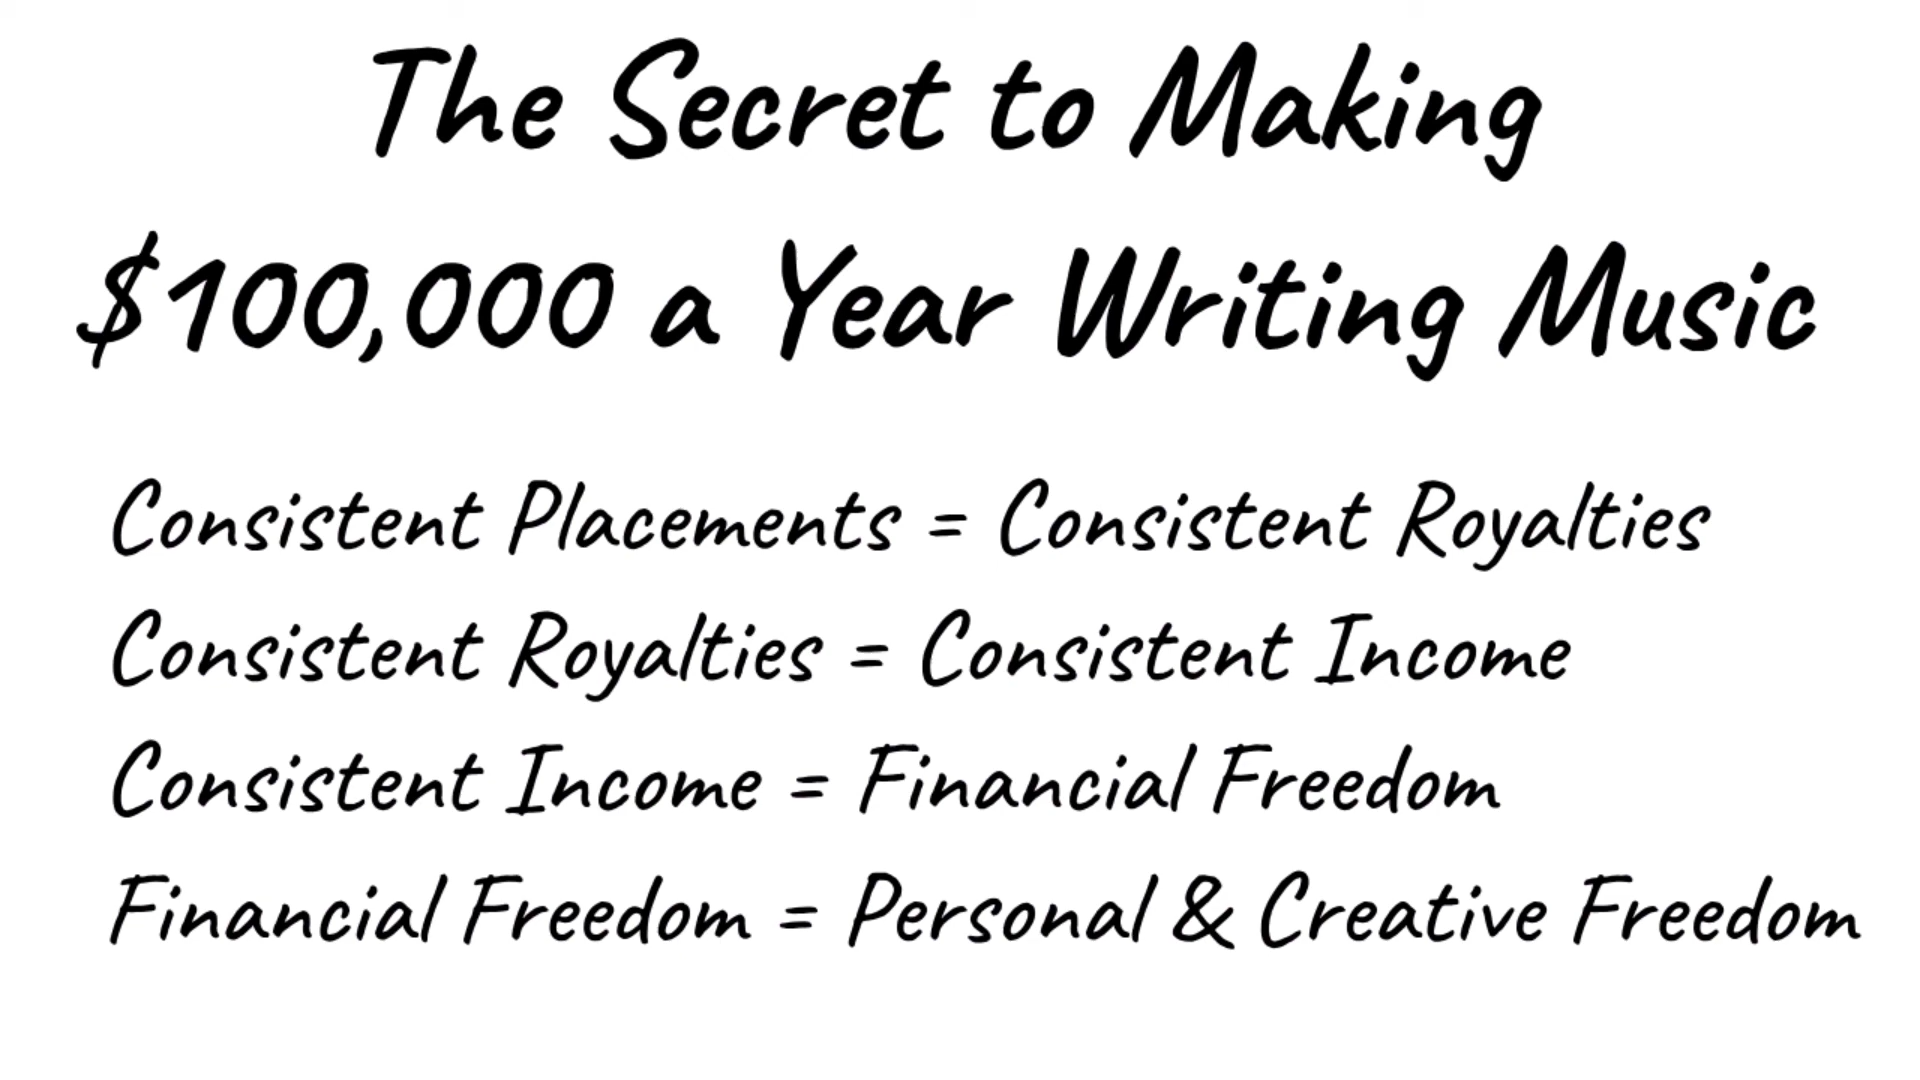 The Secret to Making
$100,000 a Year Writing Music
Consistent Placements = Consistent Royalties
Consistent Royalties = Consistent Income
Consistent Income = Financial Freedom
Financial Freedom = Personal & Creative Freedom